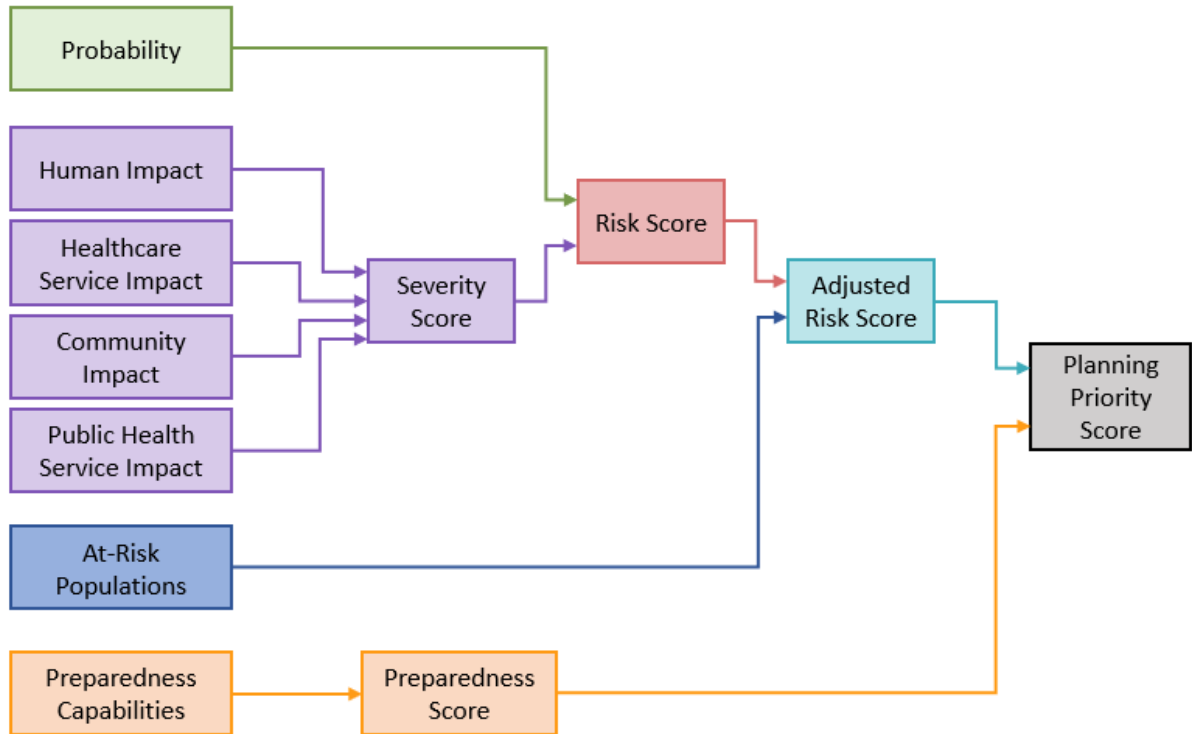 Probability
Human Impact
Healthcare
Service Impact
Community
Impact
Public Health
Service Impact
At-Risk
Populations
Preparedness
Capabilities
Severity
Score
Preparedness
Score
Risk Score
Adjusted
Risk Score
Planning
Priority
Score